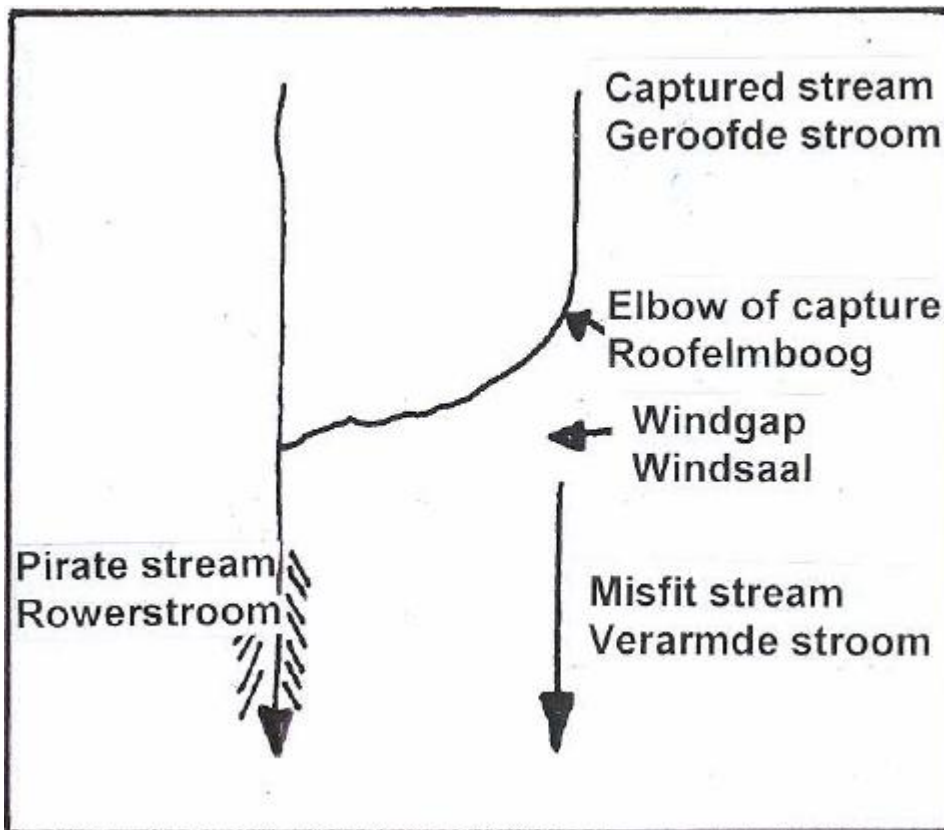 Captured stream
Geroofde stroom
Elbow of capture
Roofelmboog
Windgap
Windsaal
Pirate stream
Rowerstroom
Misfit stream
Verarmde stroom